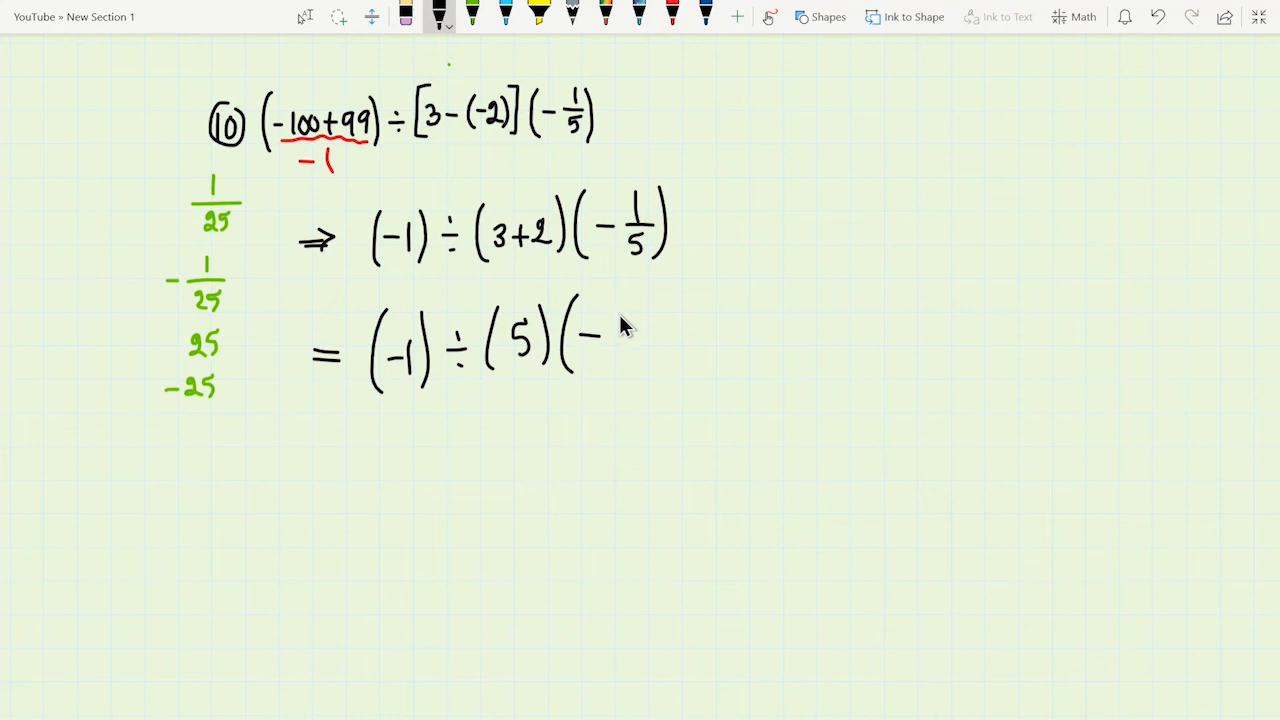 YouTube » New Section 1
Shapes
Ink to Shape
Ink to Text
Math
⑩ (-100+99) ÷ [3-(-2)] (-1/5)
-1
1/25
⇒ (-1) ÷ (3+2) (-1/5)
-1/25
25
= (-1) ÷ (5) (-
-25